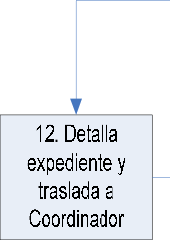 12. Detalla
expediente y
traslada a
Coordinador